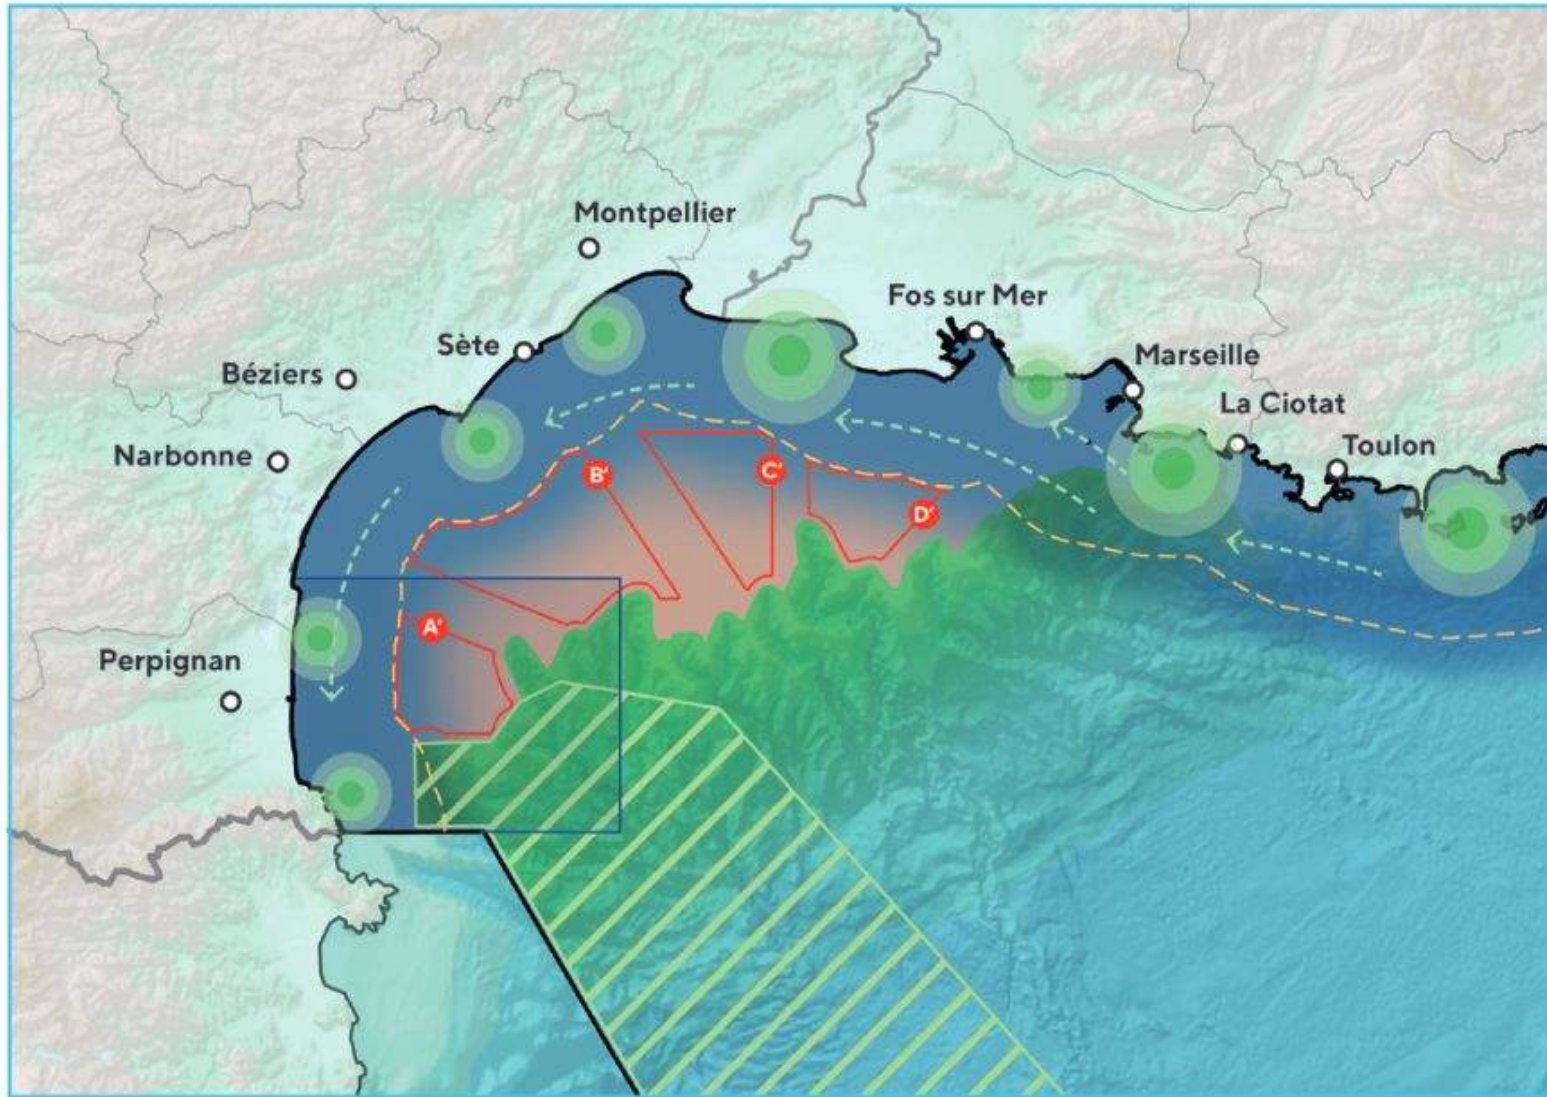 Montpellier
Fos sur Mer
Sète
Marseille
Béziers
La Ciotat
Toulon
Narbonne
B'
C'
D'
A'
Perpignan